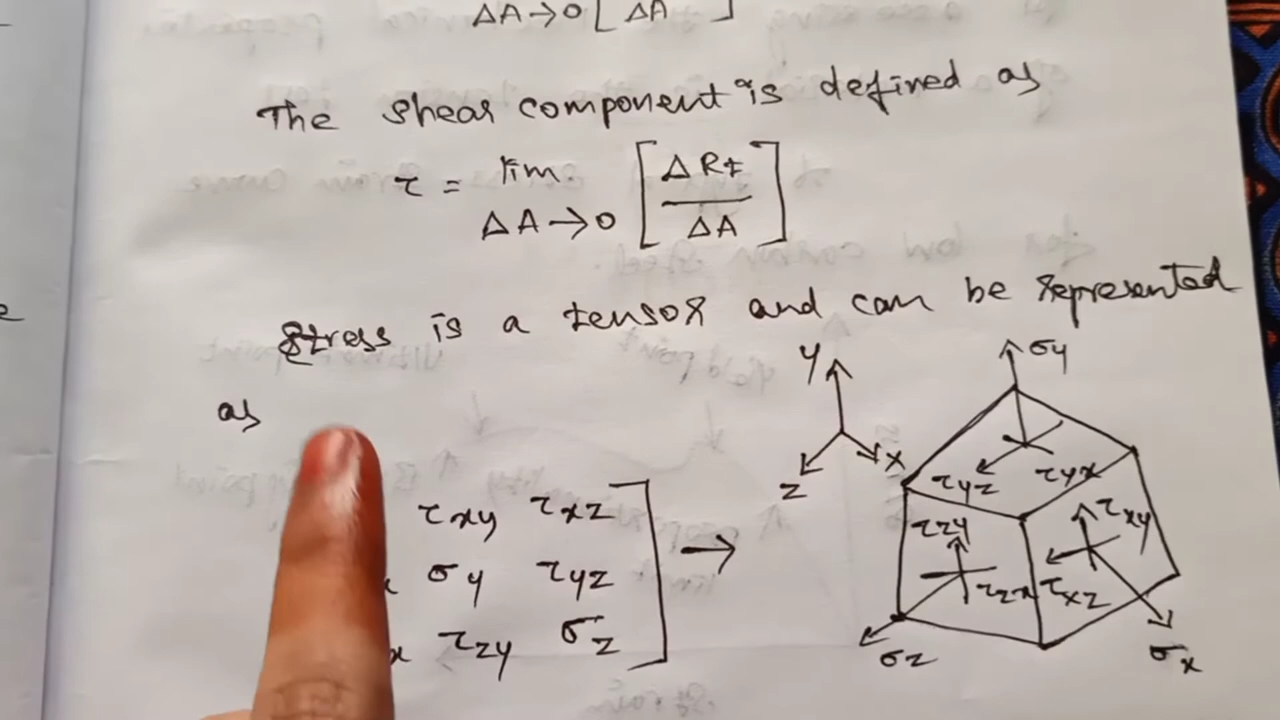 ΔA→0 [ ΔA ]
The shear component is defined as
τ = lim ΔA→0 [ΔRt / ΔA]
Stress is a tensor and can be represented
as
τxy τxz
σy τyz
x τzy σz
→
y
x
z
σy
τyz τyx
τzy τxy
τzx τxz
σz
σx
e